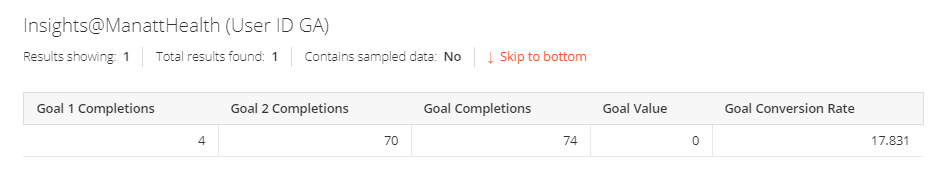 Insights@ManattHealth (User ID GA)
Results showing: 1 Total results found: 1 Contains sampled data: No ↓ Skip to bottom
Goal 1 Completions Goal 2 Completions Goal Completions Goal Value Goal Conversion Rate
4 70 74 0 17.831